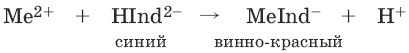 Me²⁺ + HInd²⁻ → MeInd⁻ + H⁺
синий винно-красный